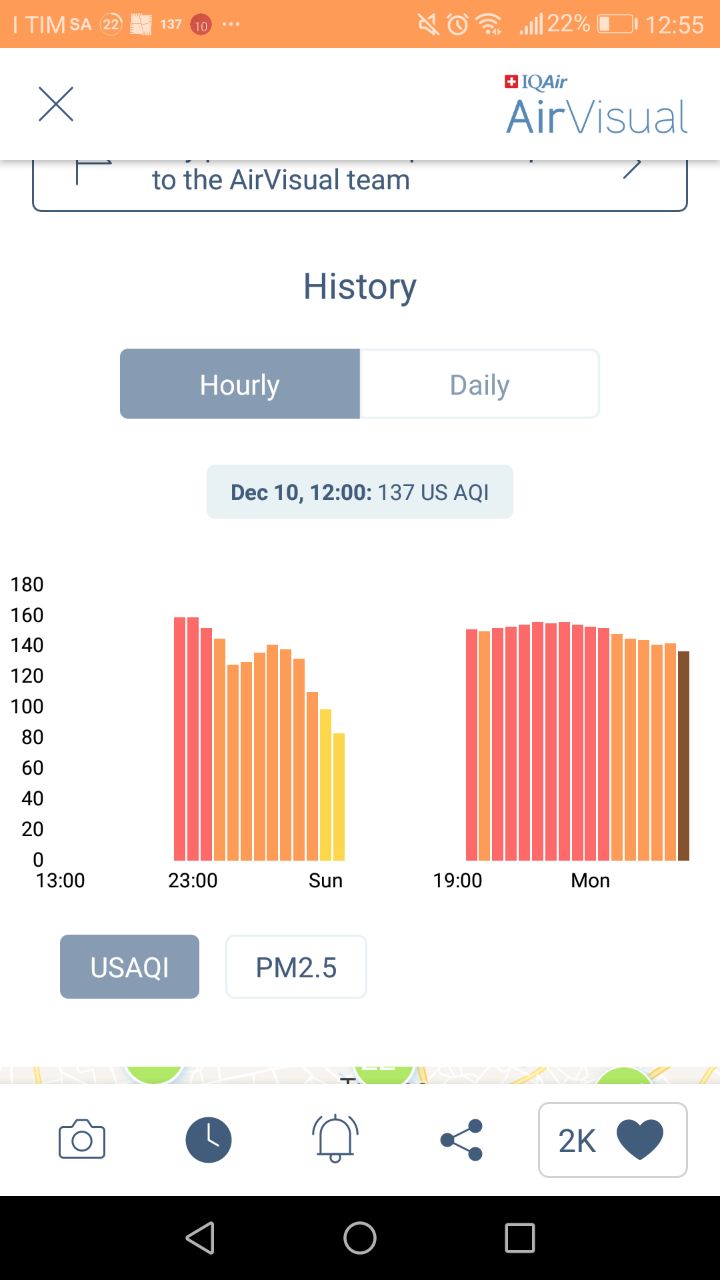 I TIM SA 22 137 10 ... 22% 12:55
IQAir
AirVisual
to the AirVisual team
History
Hourly Daily
Dec 10, 12:00: 137 US AQI
180
160
140
120
100
80
60
40
20
0
13:00 23:00 Sun 19:00 Mon
USAQI PM2.5
2K